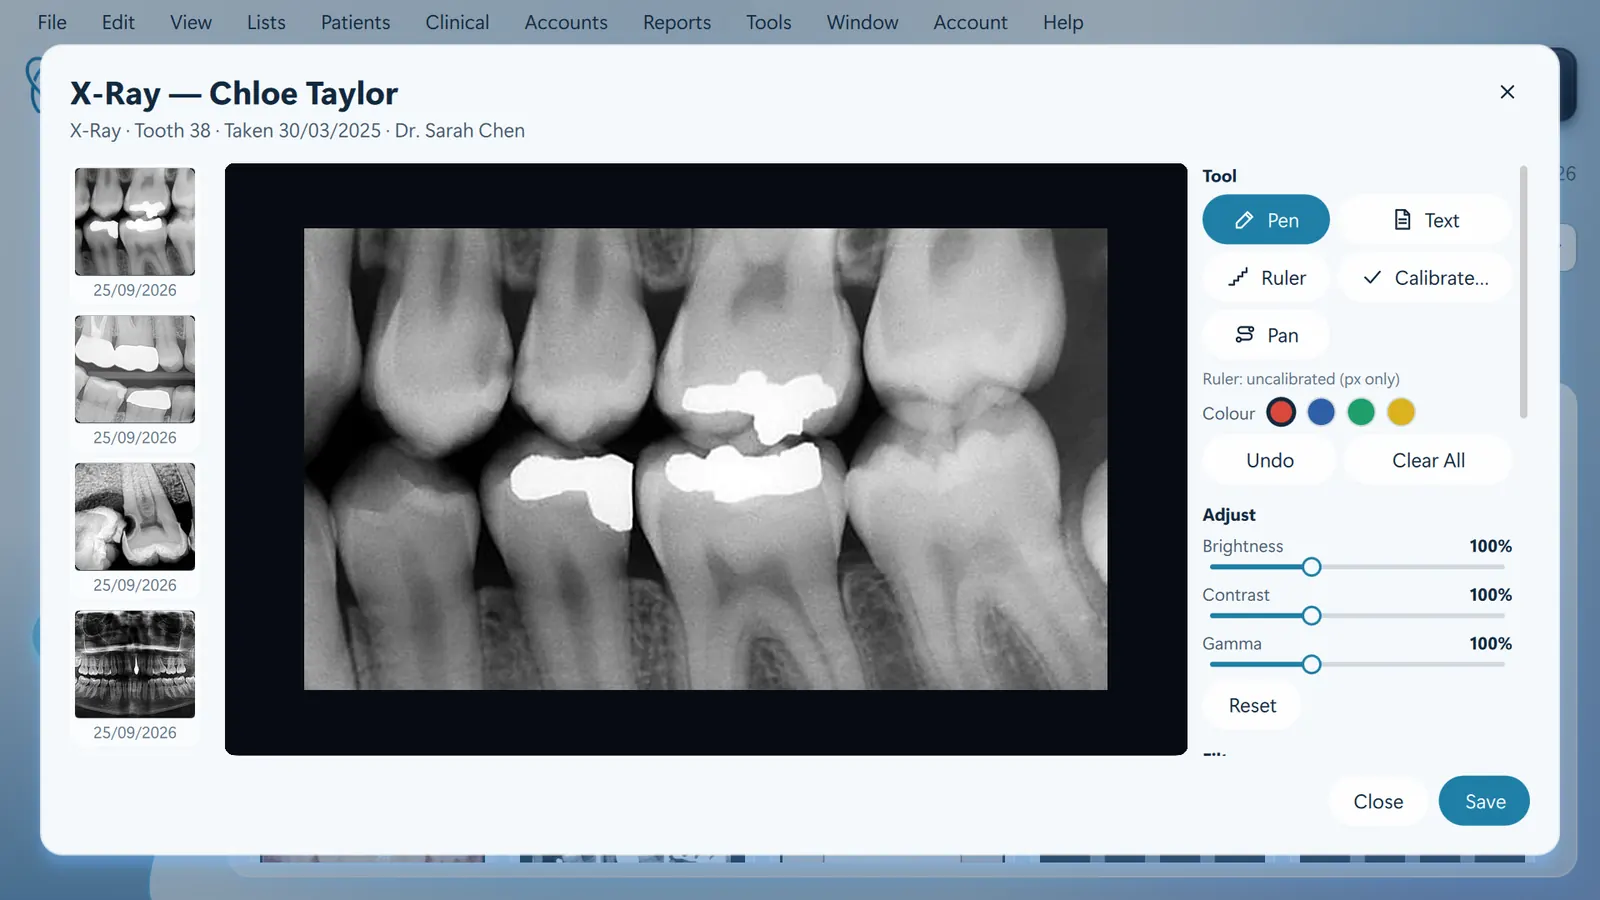 File Edit View Lists Patients Clinical Accounts Reports Tools Window Account Help
X-Ray — Chloe Taylor
X-Ray · Tooth 38 · Taken 30/03/2025 · Dr. Sarah Chen
26
25/09/2026
25/09/2026
25/09/2026
25/09/2026
Tool
Pen
Text
Ruler
Calibrate...
Pan
Ruler: uncalibrated (px only)
Colour
Undo
Clear All
Adjust
Brightness 100%
Contrast 100%
Gamma 100%
Reset
Close
Save